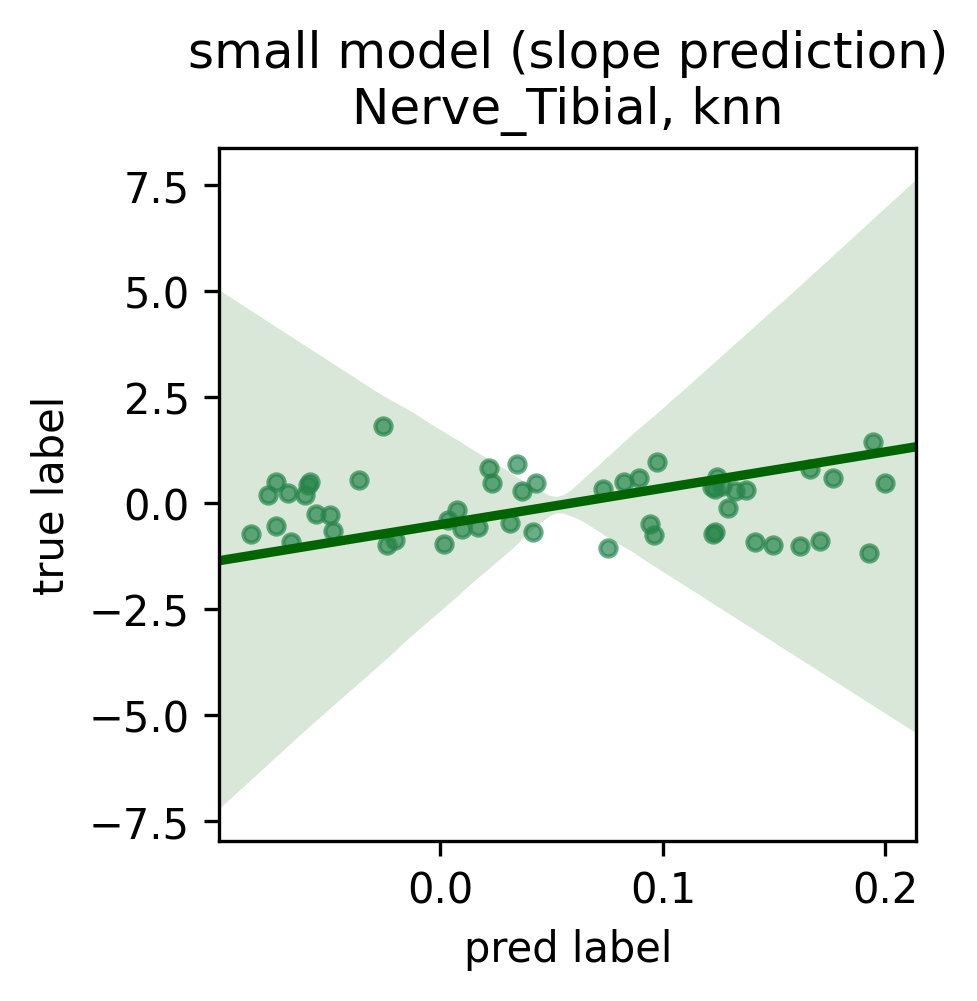 small model (slope prediction)
Nerve_Tibial, knn
7.5
5.0
2.5
0.0
−2.5
−5.0
−7.5
true label
0.0
0.1
0.2
pred label